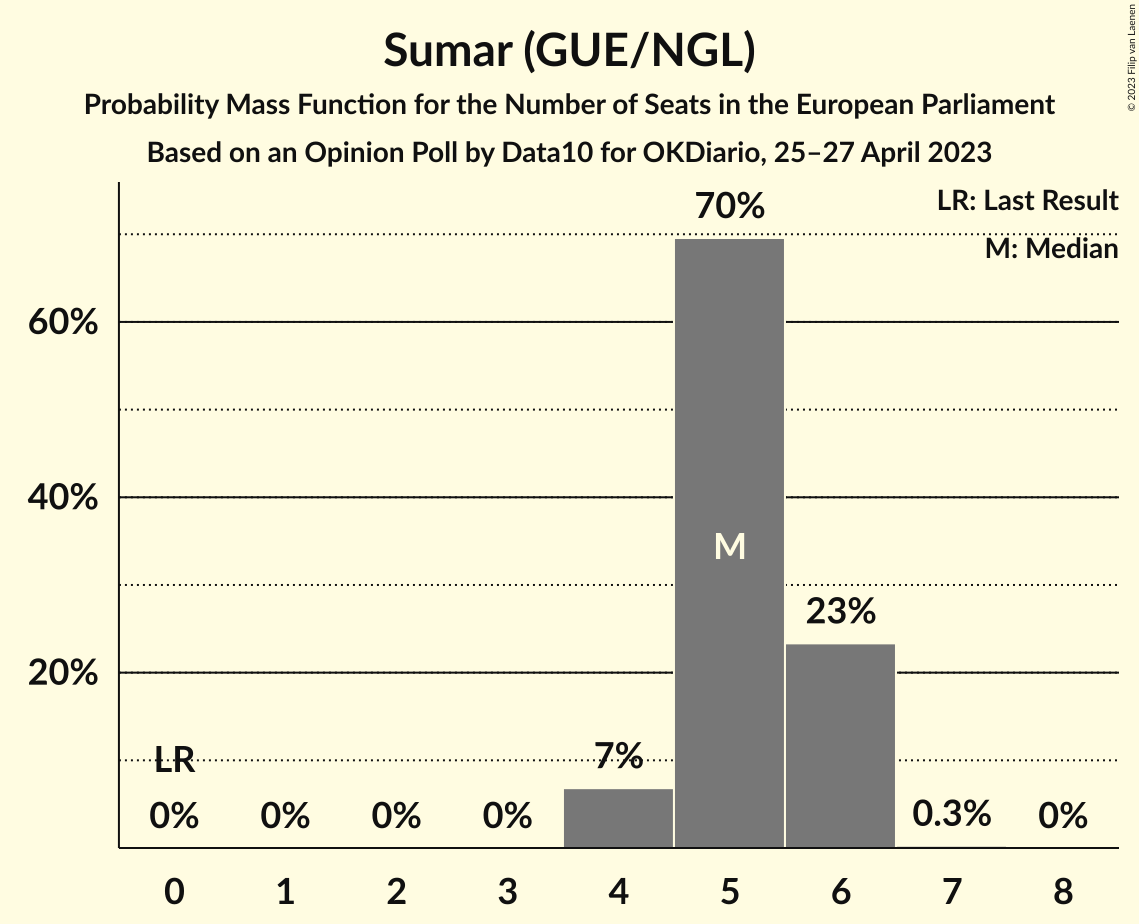 Sumar (GUE/NGL)
Probability Mass Function for the Number of Seats in the European Parliament
Based on an Opinion Poll by Data10 for OKDiario, 25–27 April 2023
© 2023 Filip van Laenen
LR: Last Result
M: Median
70%
60%
40%
M
23%
20%
LR
7%
0%
0%
0%
0%
0.3%
0%
0 1 2 3 4 5 6 7 8